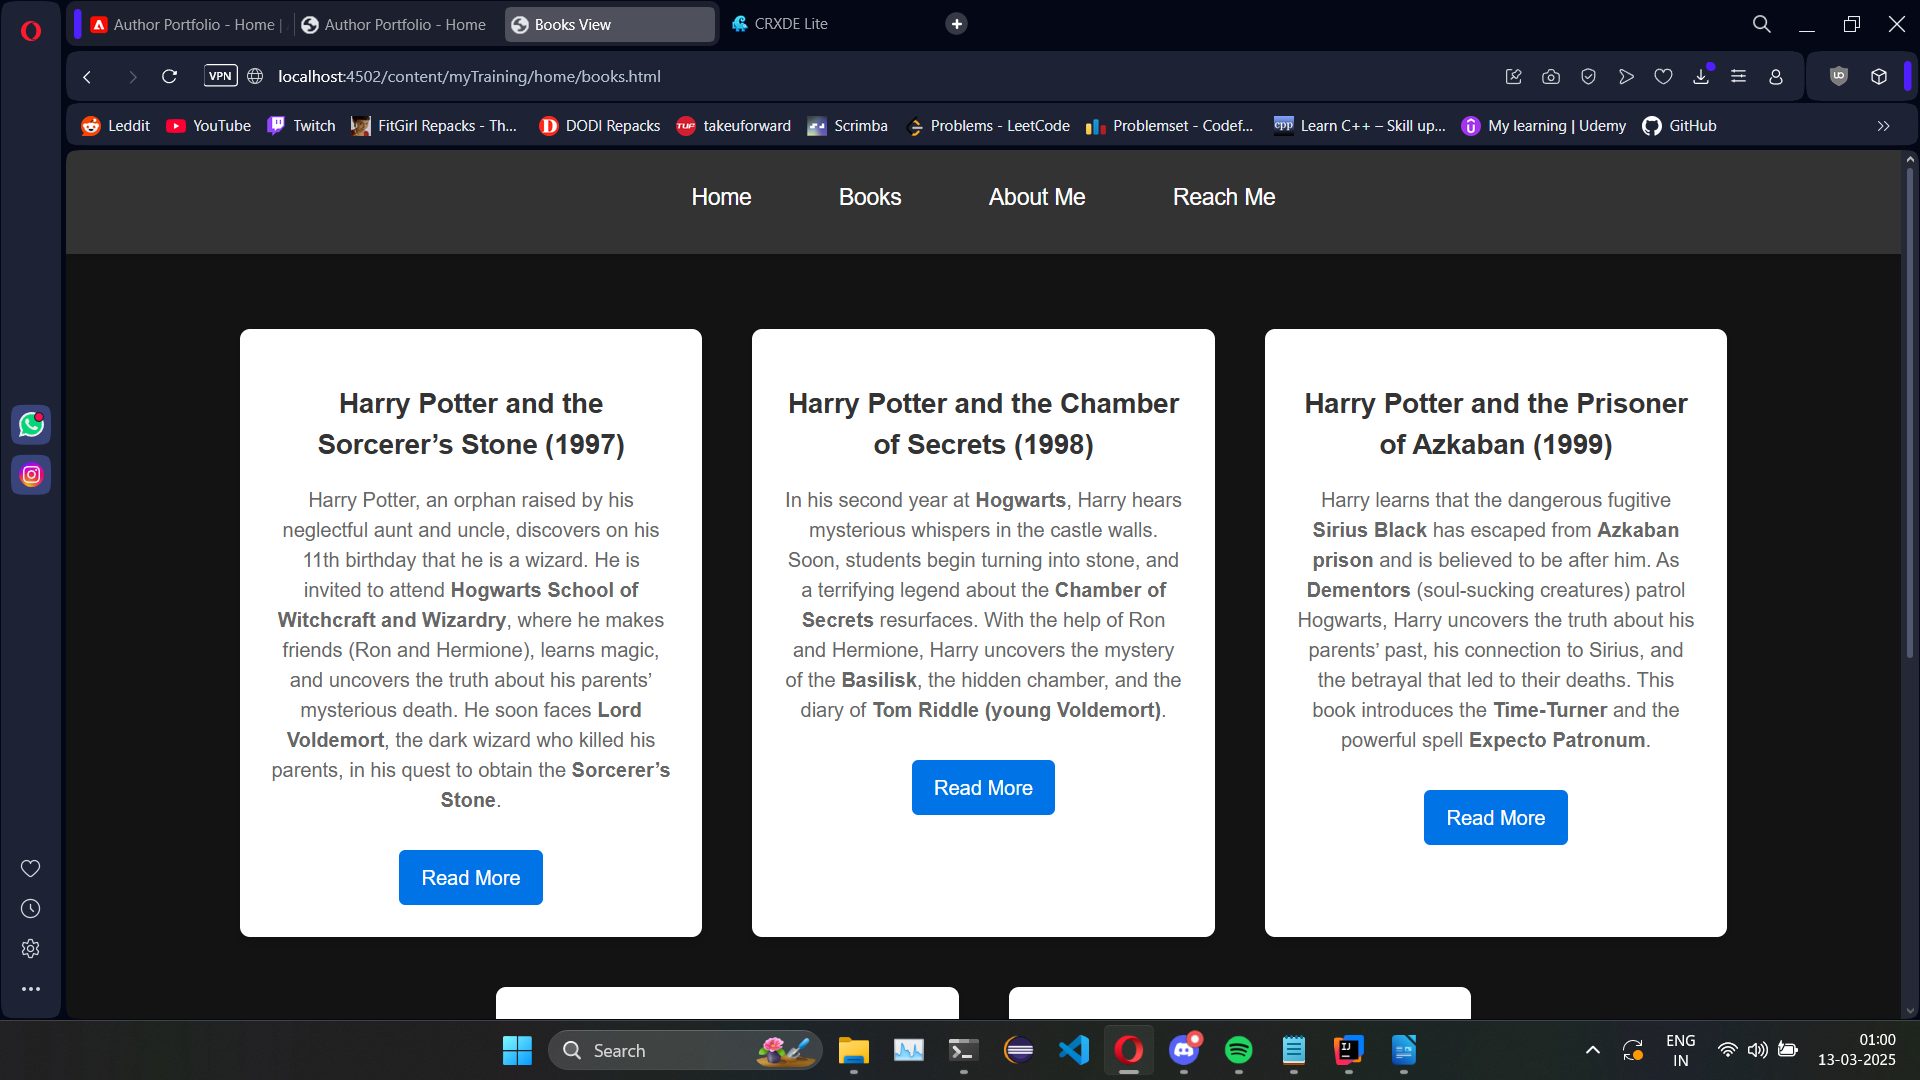 Author Portfolio - Home |
Author Portfolio - Home
Books View
CRXDE Lite
VPN
localhost:4502/content/myTraining/home/books.html
Leddit
YouTube
Twitch
FitGirl Repacks - Th...
DODI Repacks
TUF takeuforward
Scrimba
Problems - LeetCode
Problemset - Codef...
cpp Learn C++ – Skill up...
My learning | Udemy
GitHub
Home
Books
About Me
Reach Me
Harry Potter and the
Sorcerer’s Stone (1997)
Harry Potter, an orphan raised by his
neglectful aunt and uncle, discovers on his
11th birthday that he is a wizard. He is
invited to attend Hogwarts School of
Witchcraft and Wizardry, where he makes
friends (Ron and Hermione), learns magic,
and uncovers the truth about his parents’
mysterious death. He soon faces Lord
Voldemort, the dark wizard who killed his
parents, in his quest to obtain the Sorcerer’s
Stone.
Read More
Harry Potter and the Chamber
of Secrets (1998)
In his second year at Hogwarts, Harry hears
mysterious whispers in the castle walls.
Soon, students begin turning into stone, and
a terrifying legend about the Chamber of
Secrets resurfaces. With the help of Ron
and Hermione, Harry uncovers the mystery
of the Basilisk, the hidden chamber, and the
diary of Tom Riddle (young Voldemort).
Read More
Harry Potter and the Prisoner
of Azkaban (1999)
Harry learns that the dangerous fugitive
Sirius Black has escaped from Azkaban
prison and is believed to be after him. As
Dementors (soul-sucking creatures) patrol
Hogwarts, Harry uncovers the truth about his
parents’ past, his connection to Sirius, and
the betrayal that led to their deaths. This
book introduces the Time-Turner and the
powerful spell Expecto Patronum.
Read More
Search
ENG
IN
01:00
13-03-2025